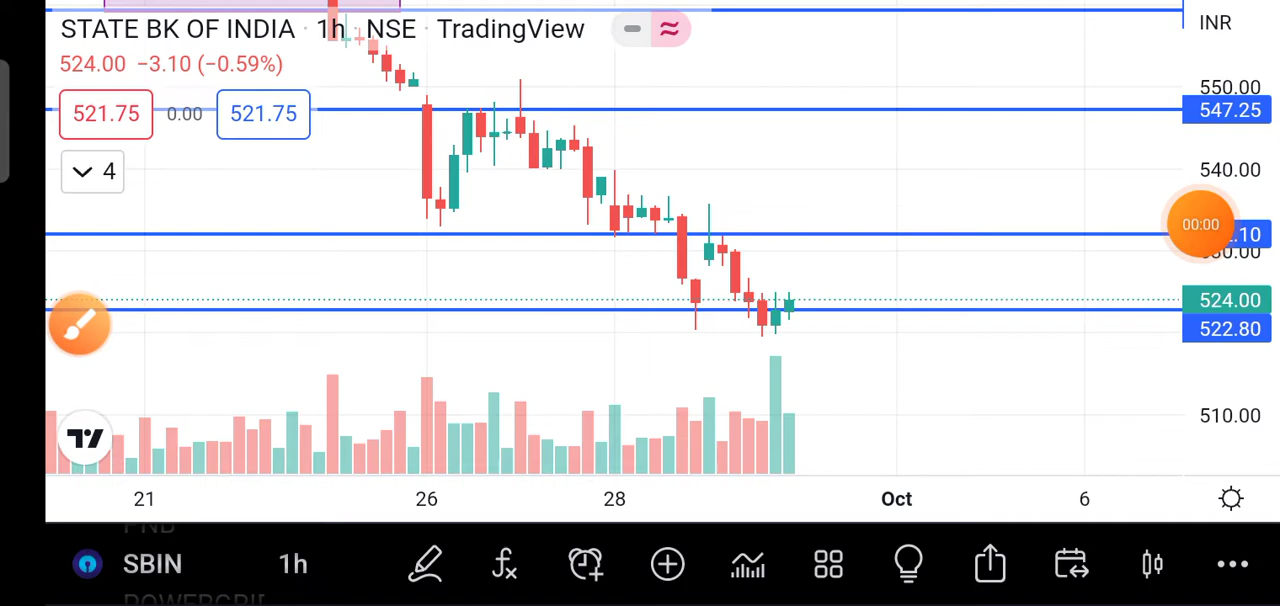 STATE BK OF INDIA · 1h · NSE · TradingView
INR
524.00 −3.10 (−0.59%)
550.00
521.75 0.00 521.75
547.25
4
540.00
00:00
.10
524.00
522.80
510.00
21 26 28 Oct 6
PNB
SBIN 1h